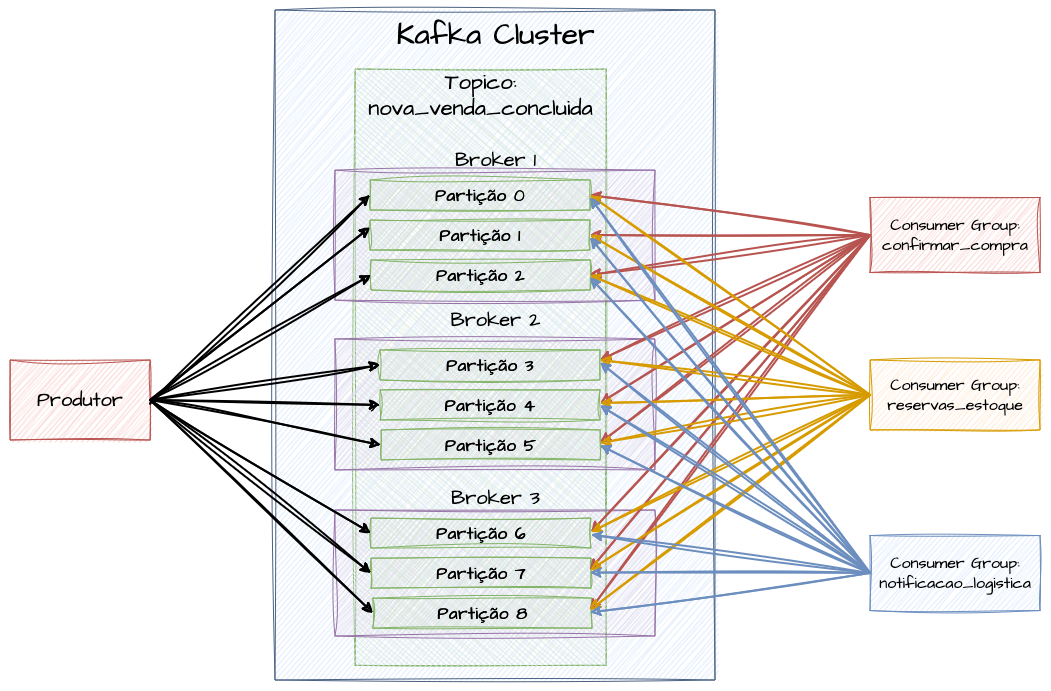 Kafka Cluster
Topico:
nova_venda_concluida
Broker 1
Partição 0
Partição 1
Partição 2
Broker 2
Partição 3
Partição 4
Partição 5
Broker 3
Partição 6
Partição 7
Partição 8
Produtor
Consumer Group:
confirmar_compra
Consumer Group:
reservas_estoque
Consumer Group:
notificacao_logistica